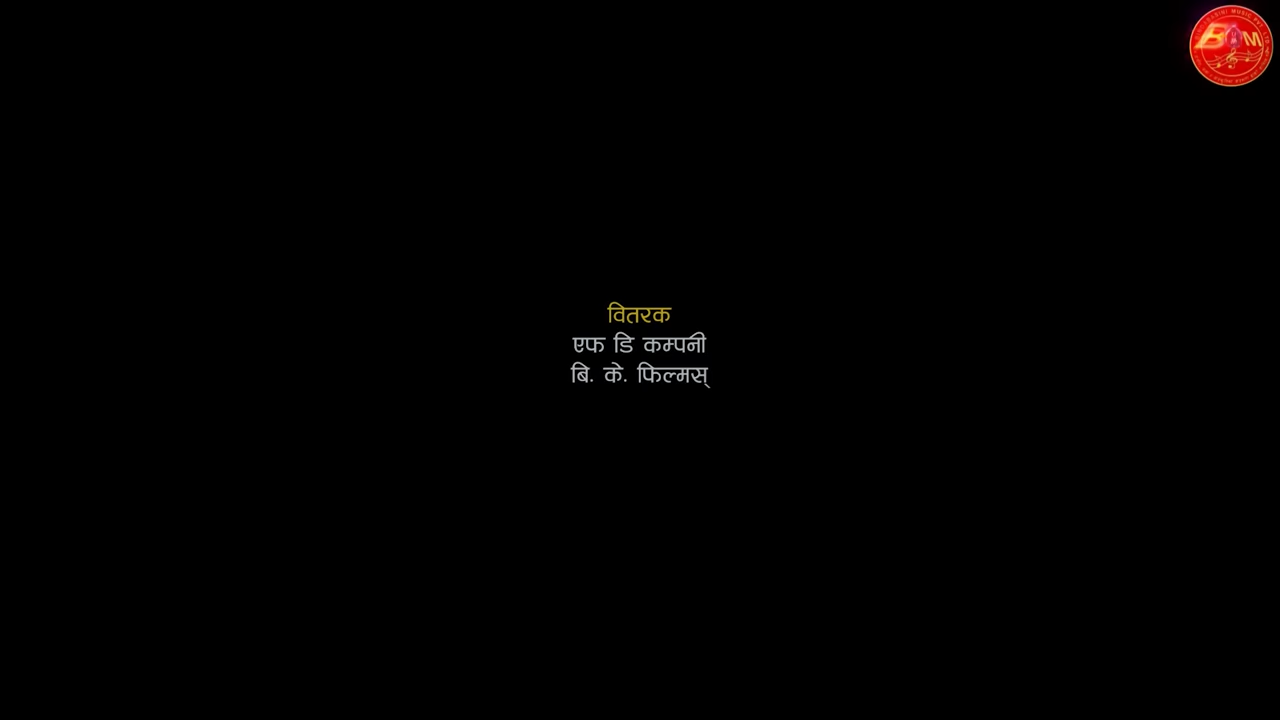 वितरक
एफ डि कम्पनी
बि. के. फिल्मस्